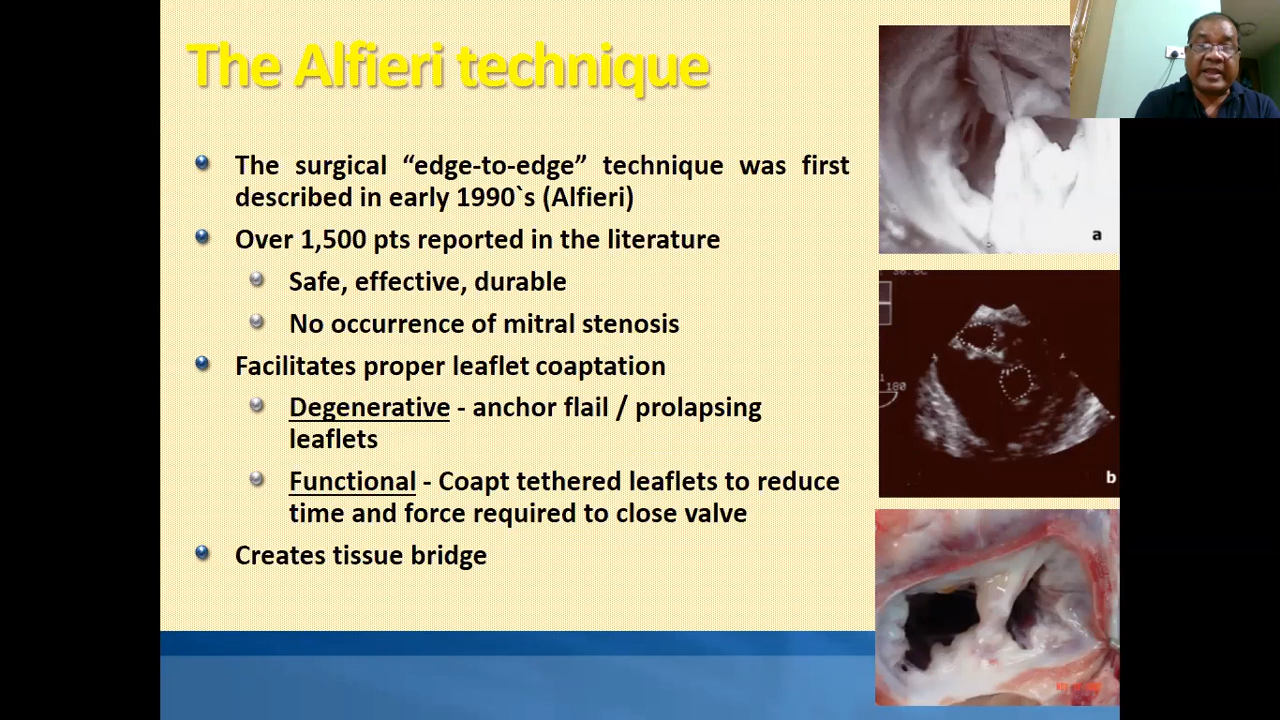 The Alfieri technique
The surgical “edge-to-edge” technique was first
described in early 1990`s (Alfieri)
Over 1,500 pts reported in the literature
Safe, effective, durable
No occurrence of mitral stenosis
Facilitates proper leaflet coaptation
Degenerative - anchor flail / prolapsing
leaflets
Functional - Coapt tethered leaflets to reduce
time and force required to close valve
Creates tissue bridge
a
180
b